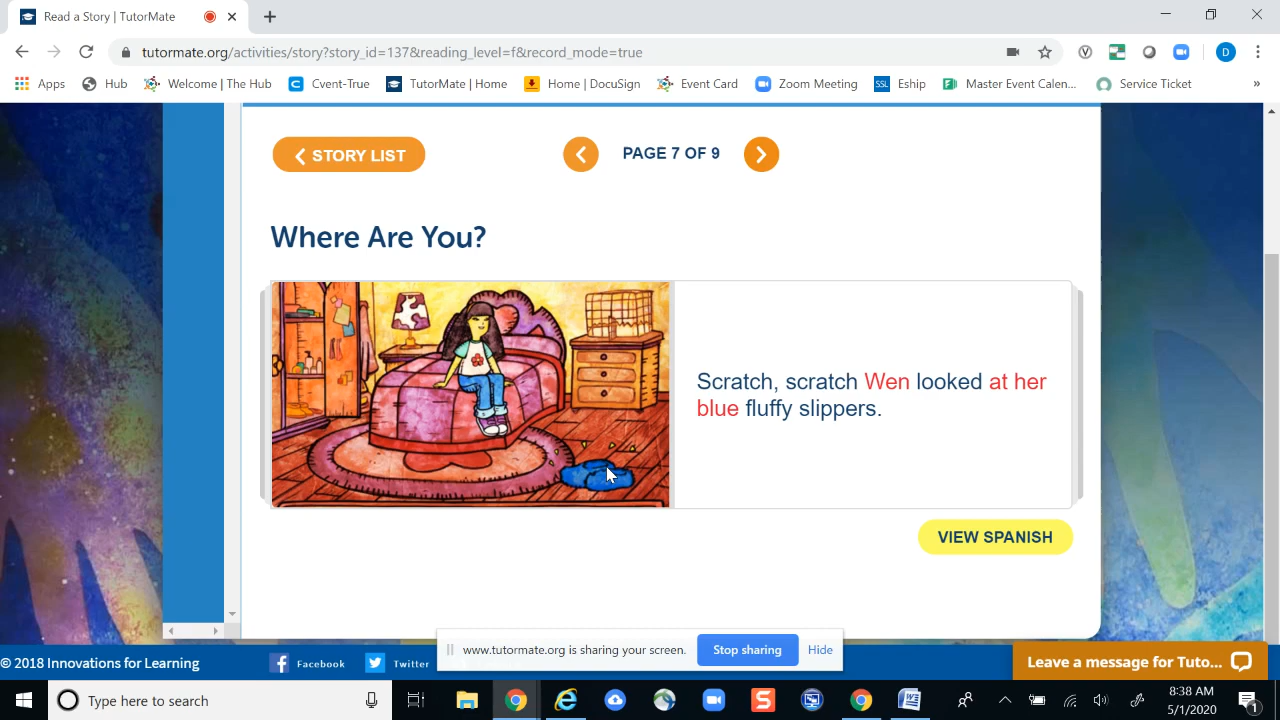 Read a Story | TutorMate
tutormate.org/activities/story?story_id=137&reading_level=f&record_mode=true
D
Apps Hub Welcome | The Hub Cvent-True TutorMate | Home Home | DocuSign Event Card Zoom Meeting SSL Eship Master Event Calen... Service Ticket »
STORY LIST
PAGE 7 OF 9
Where Are You?
Scratch, scratch Wen looked at her
blue fluffy slippers.
VIEW SPANISH
www.tutormate.org is sharing your screen. Stop sharing Hide
© 2018 Innovations for Learning Facebook Twitter
Leave a message for Tuto...
Type here to search
8:38 AM
5/1/2020
1